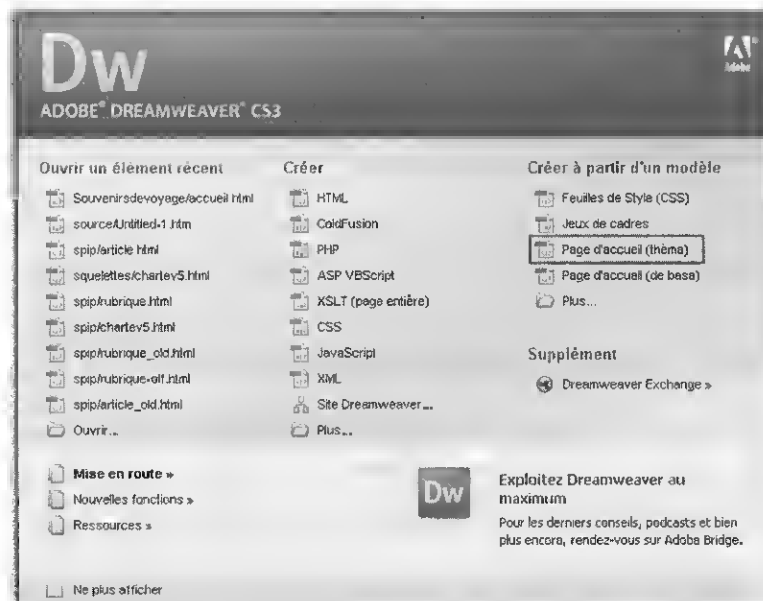 Dw
ADOBE® DREAMWEAVER® CS3
Adobe
Ouvrir un élément récent
Souvenirsdevoyage/accueil.html
source/Untitled-1.htm
spip/article.html
squelettes/chartev5.html
spip/rubrique.html
spip/chartev5.html
spip/rubrique_old.html
spip/rubrique-olf.html
spip/article_old.html
Ouvrir...
Créer
HTML
ColdFusion
PHP
ASP VBScript
XSLT (page entière)
CSS
JavaScript
XML
Site Dreamweaver...
Plus...
Créer à partir d'un modèle
Feuilles de Style (CSS)
Jeux de cadres
Page d'accueil (thème)
Page d'accueil (de base)
Plus...
Supplément
Dreamweaver Exchange »
Mise en route »
Nouvelles fonctions »
Ressources »
Dw
Exploitez Dreamweaver au
maximum
Pour les derniers conseils, podcasts et bien
plus encore, rendez-vous sur Adobe Bridge.
Ne plus afficher